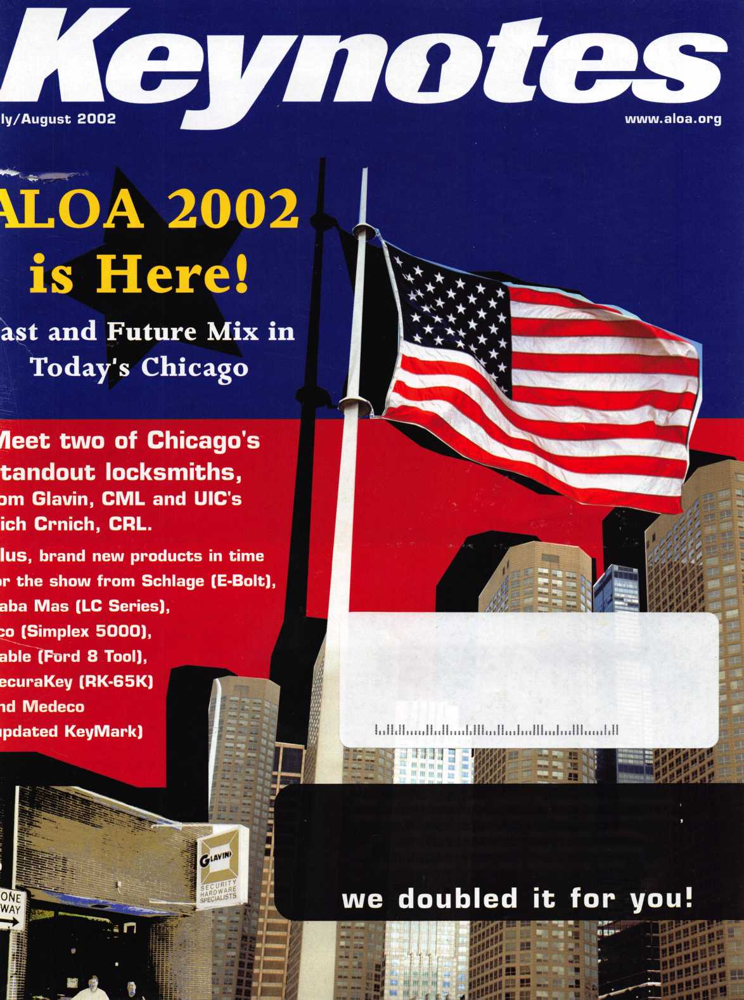 Keynotes
ly/August 2002
www.aloa.org
ALOA 2002
is Here!
ast and Future Mix in
Today's Chicago
Meet two of Chicago's
tandout locksmiths,
om Glavin, CML and UIC's
ich Crnich, CRL.
lus, brand new products in time
or the show from Schlage (E-Bolt),
aba Mas (LC Series),
co (Simplex 5000),
able (Ford 8 Tool),
ecuraKey (RK-65K)
nd Medeco
updated KeyMark)
we doubled it for you!
GLAVIN
SECURITY
HARDWARE
SPECIALISTS
ONE
WAY